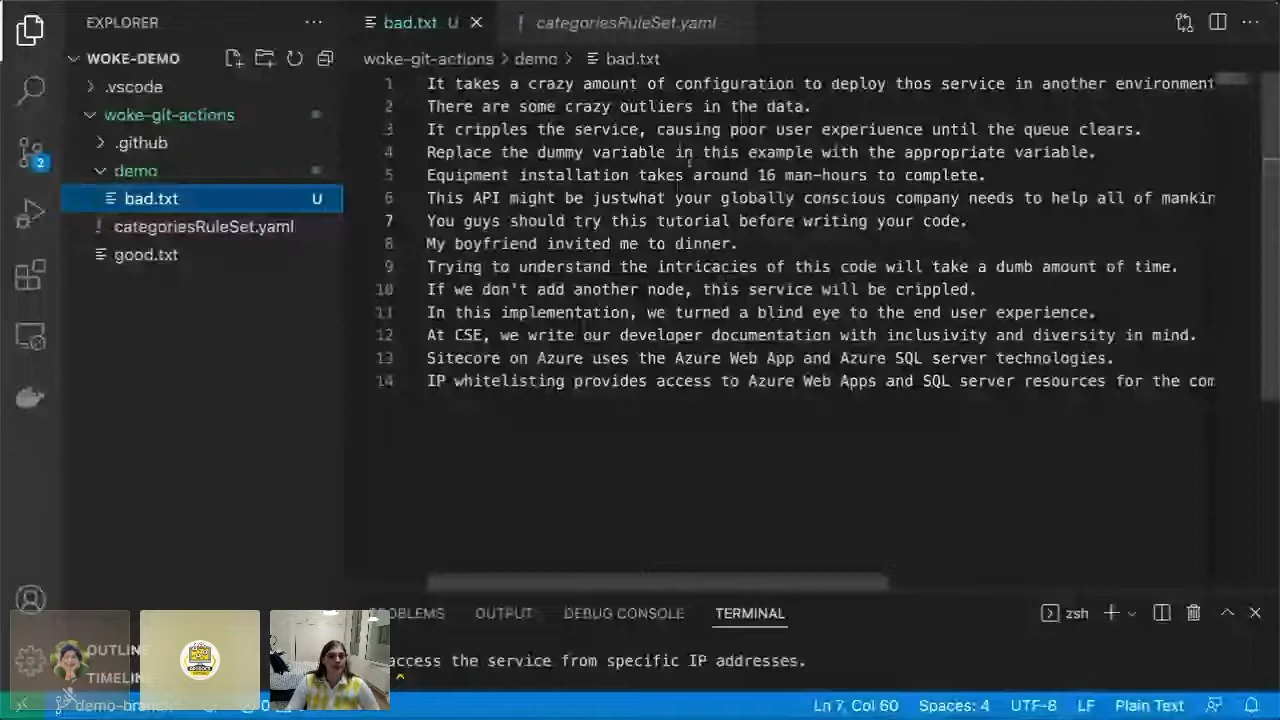 EXPLORER
bad.txt U
categoriesRuleSet.yaml
WOKE-DEMO
woke-git-actions > demo > bad.txt
.vscode
woke-git-actions
.github
demo
bad.txt U
categoriesRuleSet.yaml
good.txt
1 It takes a crazy amount of configuration to deploy thos service in another environment
2 There are some crazy outliers in the data.
3 It cripples the service, causing poor user experiuence until the queue clears.
4 Replace the dummy variable in this example with the appropriate variable.
5 Equipment installation takes around 16 man-hours to complete.
6 This API might be justwhat your globally conscious company needs to help all of mankin
7 You guys should try this tutorial before writing your code.
8 My boyfriend invited me to dinner.
9 Trying to understand the intricacies of this code will take a dumb amount of time.
10 If we don't add another node, this service will be crippled.
11 In this implementation, we turned a blind eye to the end user experience.
12 At CSE, we write our developer documentation with inclusivity and diversity in mind.
13 Sitecore on Azure uses the Azure Web App and Azure SQL server technologies.
14 IP whitelisting provides access to Azure Web Apps and SQL server resources for the com
2
OUTLINE
TIMELINE
PROBLEMS OUTPUT DEBUG CONSOLE TERMINAL
zsh
access the service from specific IP addresses.
^
demo-branch
Ln 7, Col 60 Spaces: 4 UTF-8 LF Plain Text